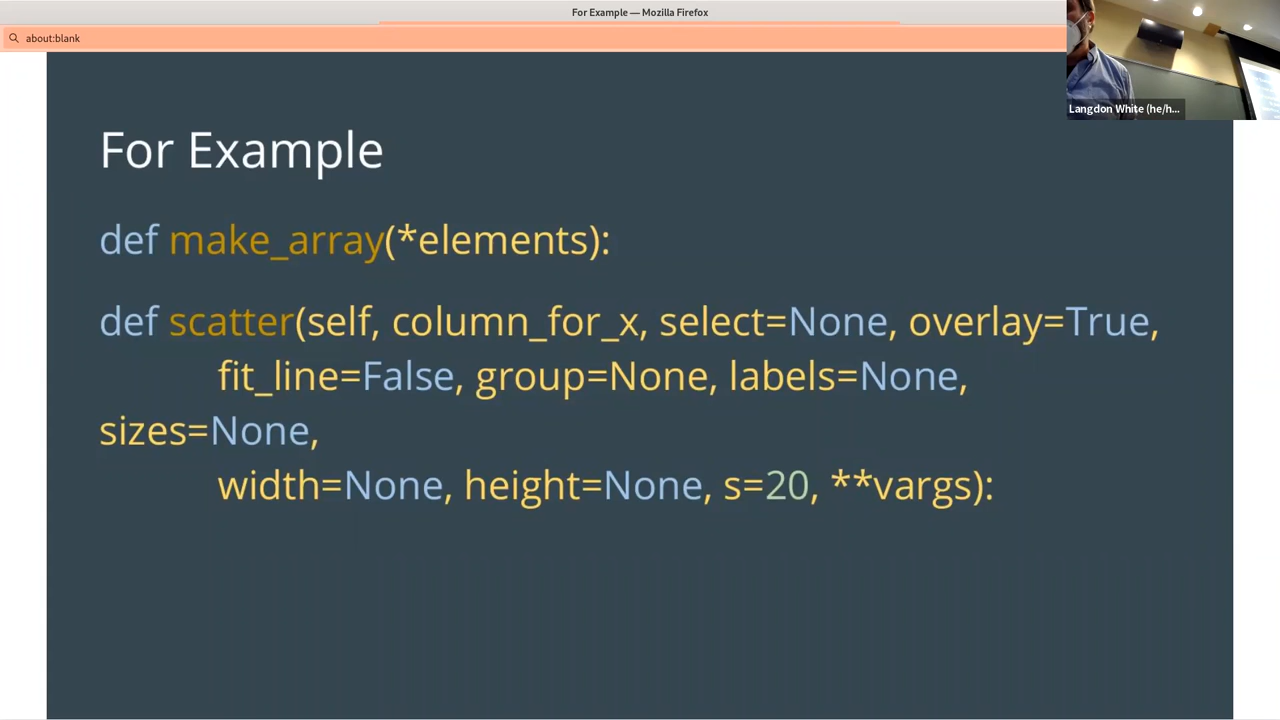 For Example — Mozilla Firefox
about:blank
Langdon White (he/h...
For Example
def make_array(*elements):
def scatter(self, column_for_x, select=None, overlay=True,
fit_line=False, group=None, labels=None,
sizes=None,
width=None, height=None, s=20, **vargs):